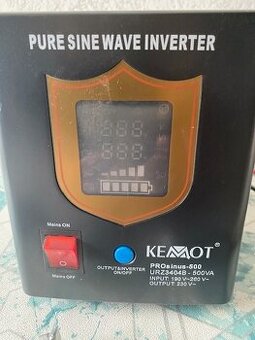 PURE SINE WAVE INVERTER
Mains ON
Mains OFF
OUTPUT&INVERTER
ON/OFF
KEMOT
PROsinus-500
URZ3404B - 500VA
INPUT: 190 V~260 V~
OUTPUT: 230 V~